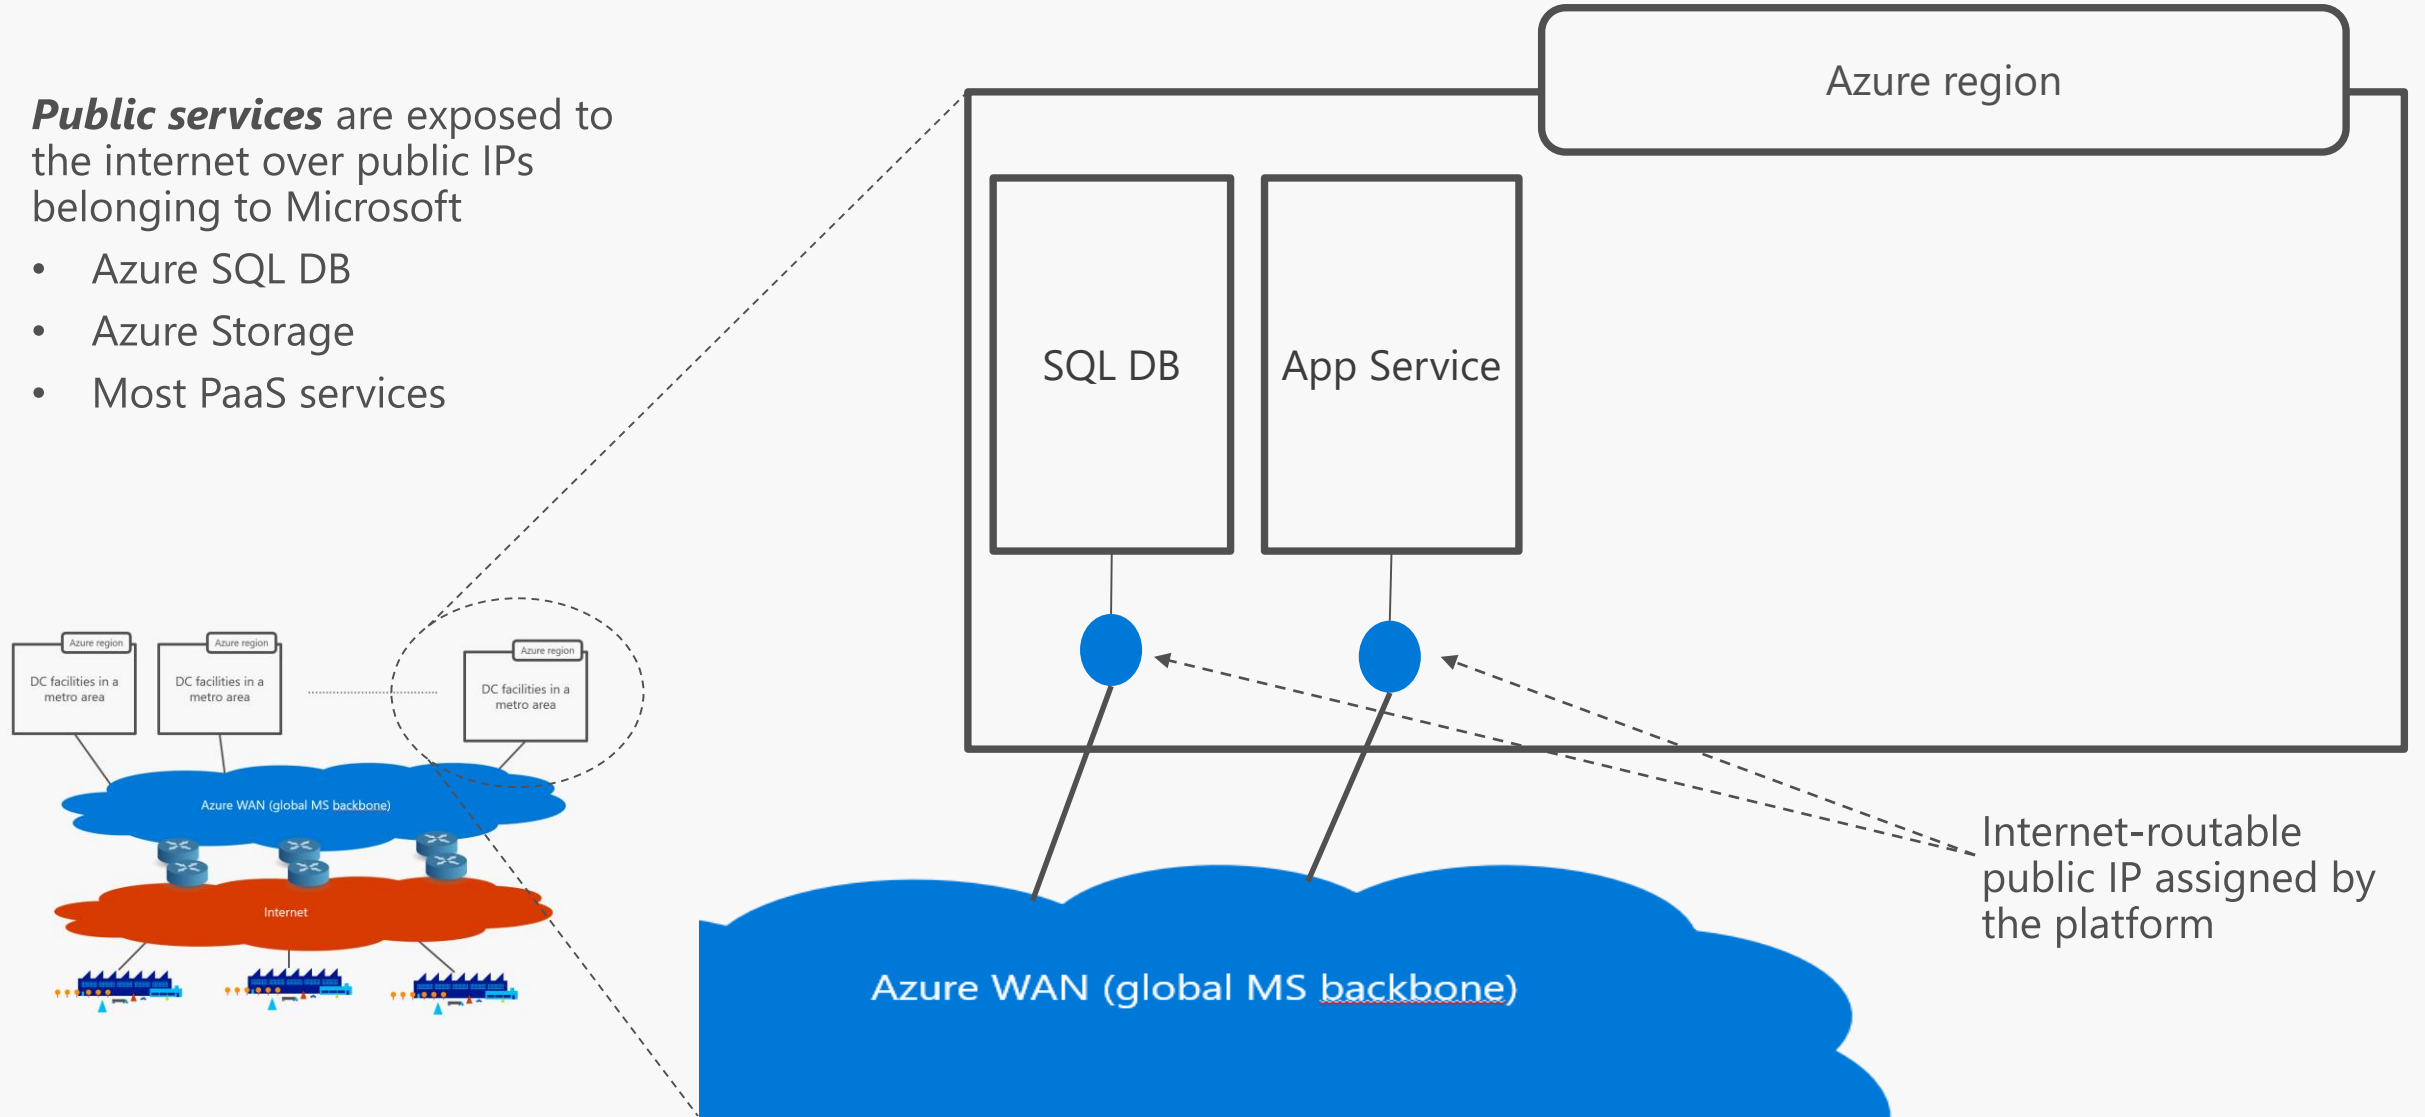 Public services are exposed to
the internet over public IPs
belonging to Microsoft
• Azure SQL DB
• Azure Storage
• Most PaaS services
Azure region
SQL DB
App Service
Internet-routable
public IP assigned by
the platform
Azure WAN (global MS backbone)
Azure region
DC facilities in a
metro area
Azure region
DC facilities in a
metro area
Azure region
DC facilities in a
metro area
Azure WAN (global MS backbone)
Internet